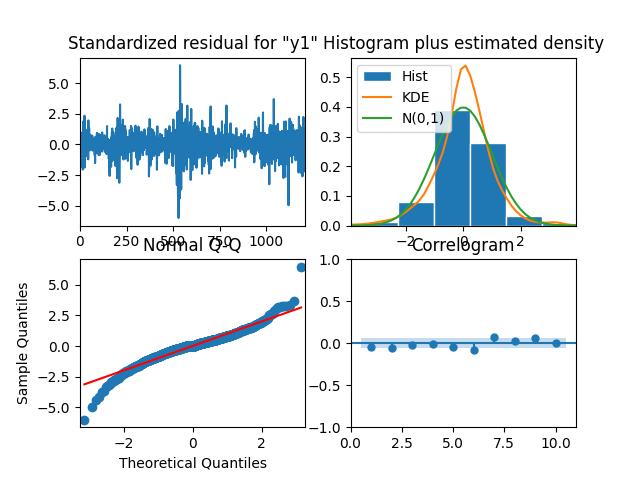 Standardized residual for "y1" Histogram plus estimated density
5.0
2.5
0.0
−2.5
−5.0
0 250 500 750 1000
0.5
0.4
0.3
0.2
0.1
0.0
−2 0 2
Hist
KDE
N(0,1)
Normal Q-Q
Sample Quantiles
5.0
2.5
0.0
−2.5
−5.0
−2 0 2
Theoretical Quantiles
Correlogram
1.0
0.5
0.0
−0.5
−1.0
0.0 2.5 5.0 7.5 10.0